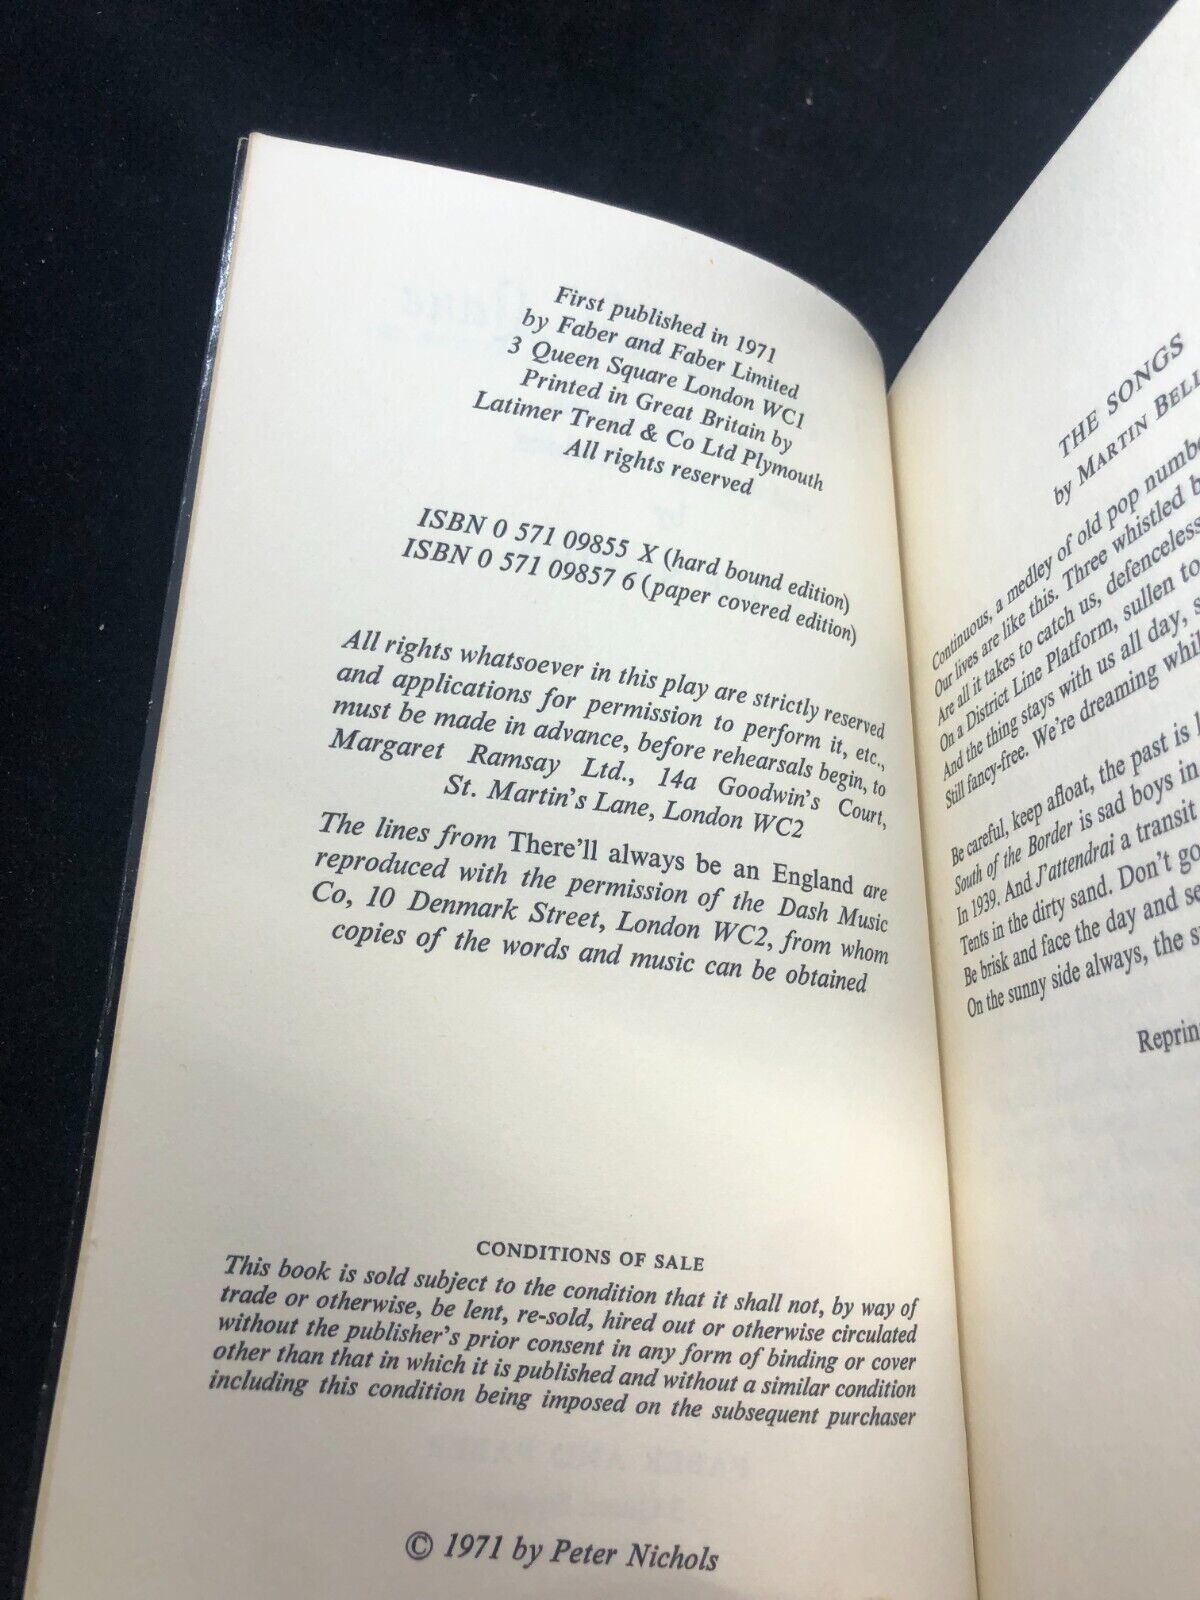 First published in 1971
by Faber and Faber Limited
3 Queen Square London WC1
Printed in Great Britain by
Latimer Trend & Co Ltd Plymouth
All rights reserved
ISBN 0 571 09855 X (hard bound edition)
ISBN 0 571 09857 6 (paper covered edition)
All rights whatsoever in this play are strictly reserved
and applications for permission to perform it, etc.,
must be made in advance, before rehearsals begin, to
Margaret Ramsay Ltd., 14a Goodwin's Court,
St. Martin's Lane, London WC2
The lines from There'll always be an England are
reproduced with the permission of the Dash Music
Co, 10 Denmark Street, London WC2, from whom
copies of the words and music can be obtained
CONDITIONS OF SALE
This book is sold subject to the condition that it shall not, by way of
trade or otherwise, be lent, re-sold, hired out or otherwise circulated
without the publisher's prior consent in any form of binding or cover
other than that in which it is published and without a similar condition
including this condition being imposed on the subsequent purchaser
© 1971 by Peter Nichols
THE SONGS
by MARTIN BELL
Continuous, a medley of old pop number
Our lives are like this. Three whistled b
Are all it takes to catch us, defenceless
On a District Line Platform, sullen to
And the thing stays with us all day, s
Still fancy-free. We're dreaming whil
Be careful, keep afloat, the past is l
South of the Border is sad boys in
In 1939. And J'attendrai a transit
Tents in the dirty sand. Don't go
Be brisk and face the day and se
On the sunny side always, the s
Reprin